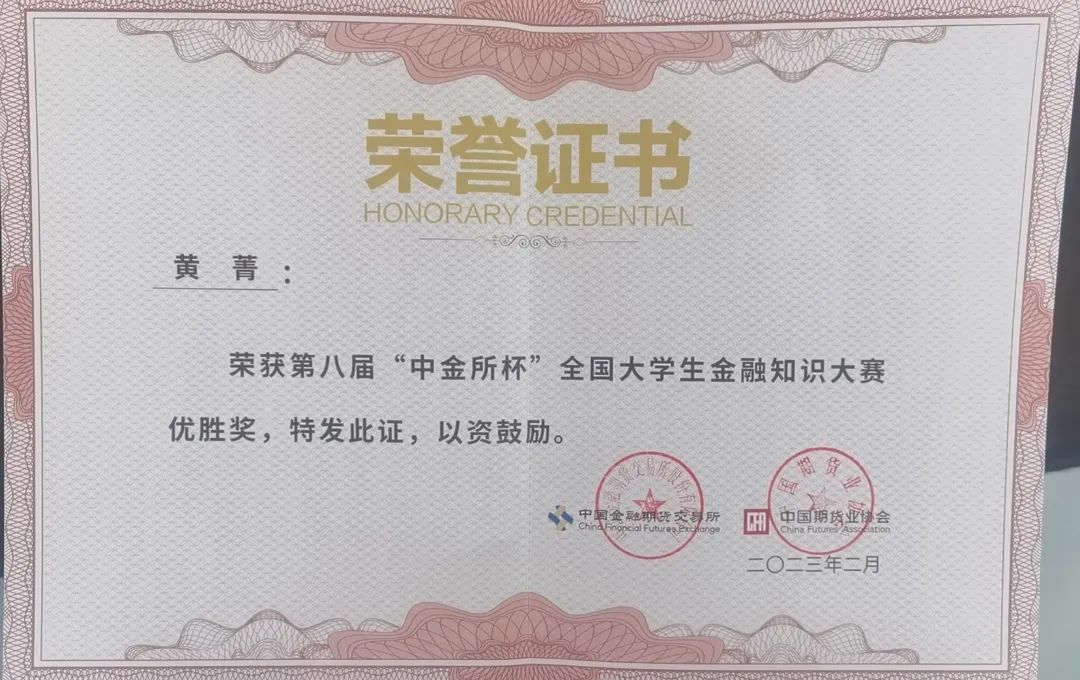 荣誉证书
HONORARY CREDENTIAL
黄 菁：
荣获第八届“中金所杯”全国大学生金融知识大赛
优胜奖，特发此证，以资鼓励。
中国金融期货交易所
China Financial Futures Exchange
中国期货业协会
China Futures Association
二〇二三年二月